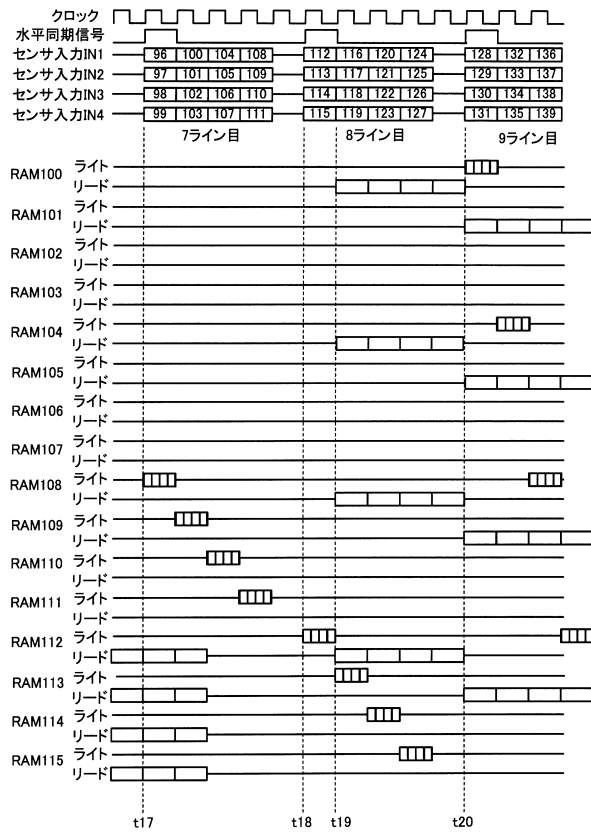 クロック
水平同期信号
センサ入力IN1 96 100 104 108 112 116 120 124 128 132 136
センサ入力IN2 97 101 105 109 113 117 121 125 129 133 137
センサ入力IN3 98 102 106 110 114 118 122 126 130 134 138
センサ入力IN4 99 103 107 111 115 119 123 127 131 135 139
7ライン目 8ライン目 9ライン目
RAM100 ライト
リード
RAM101 ライト
リード
RAM102 ライト
リード
RAM103 ライト
リード
RAM104 ライト
リード
RAM105 ライト
リード
RAM106 ライト
リード
RAM107 ライト
リード
RAM108 ライト
リード
RAM109 ライト
リード
RAM110 ライト
リード
RAM111 ライト
リード
RAM112 ライト
リード
RAM113 ライト
リード
RAM114 ライト
リード
RAM115 ライト
リード
t17 t18 t19 t20